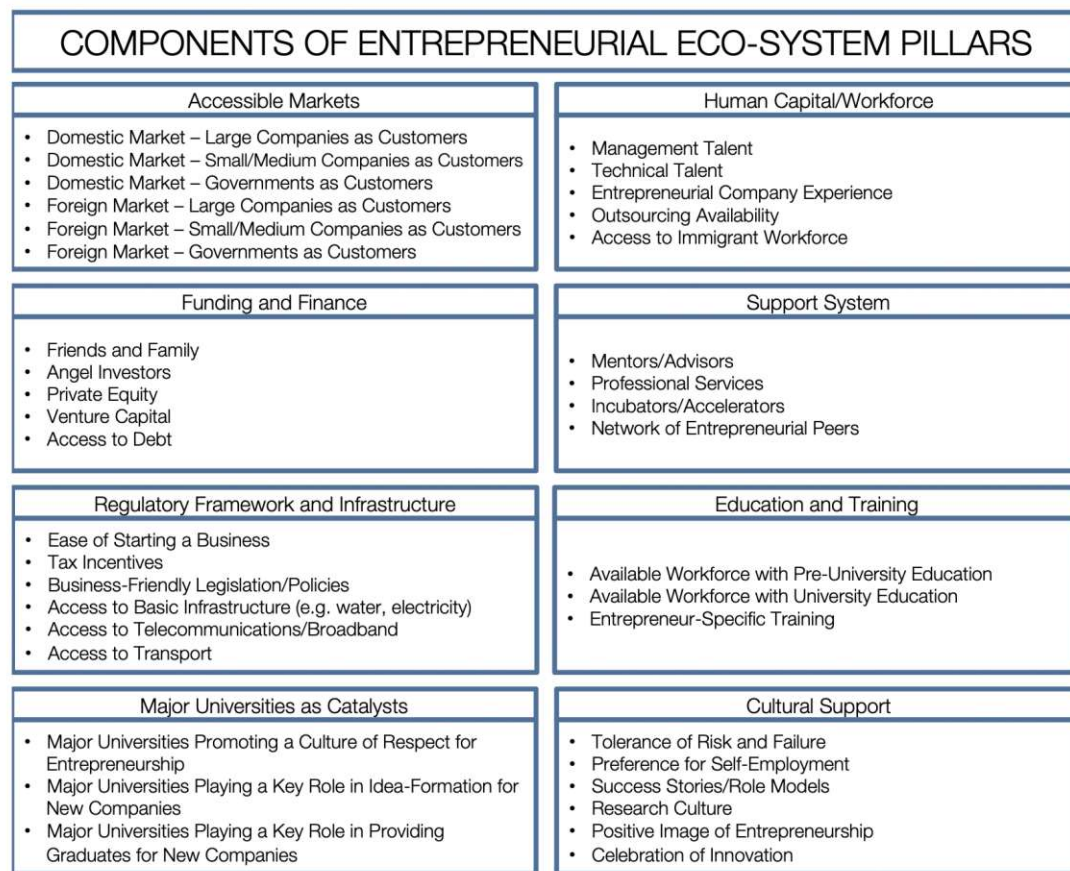 COMPONENTS OF ENTREPRENEURIAL ECO-SYSTEM PILLARS
Accessible Markets
• Domestic Market – Large Companies as Customers
• Domestic Market – Small/Medium Companies as Customers
• Domestic Market – Governments as Customers
• Foreign Market – Large Companies as Customers
• Foreign Market – Small/Medium Companies as Customers
• Foreign Market – Governments as Customers
Human Capital/Workforce
• Management Talent
• Technical Talent
• Entrepreneurial Company Experience
• Outsourcing Availability
• Access to Immigrant Workforce
Funding and Finance
• Friends and Family
• Angel Investors
• Private Equity
• Venture Capital
• Access to Debt
Support System
• Mentors/Advisors
• Professional Services
• Incubators/Accelerators
• Network of Entrepreneurial Peers
Regulatory Framework and Infrastructure
• Ease of Starting a Business
• Tax Incentives
• Business-Friendly Legislation/Policies
• Access to Basic Infrastructure (e.g. water, electricity)
• Access to Telecommunications/Broadband
• Access to Transport
Education and Training
• Available Workforce with Pre-University Education
• Available Workforce with University Education
• Entrepreneur-Specific Training
Major Universities as Catalysts
• Major Universities Promoting a Culture of Respect for
Entrepreneurship
• Major Universities Playing a Key Role in Idea-Formation for
New Companies
• Major Universities Playing a Key Role in Providing
Graduates for New Companies
Cultural Support
• Tolerance of Risk and Failure
• Preference for Self-Employment
• Success Stories/Role Models
• Research Culture
• Positive Image of Entrepreneurship
• Celebration of Innovation